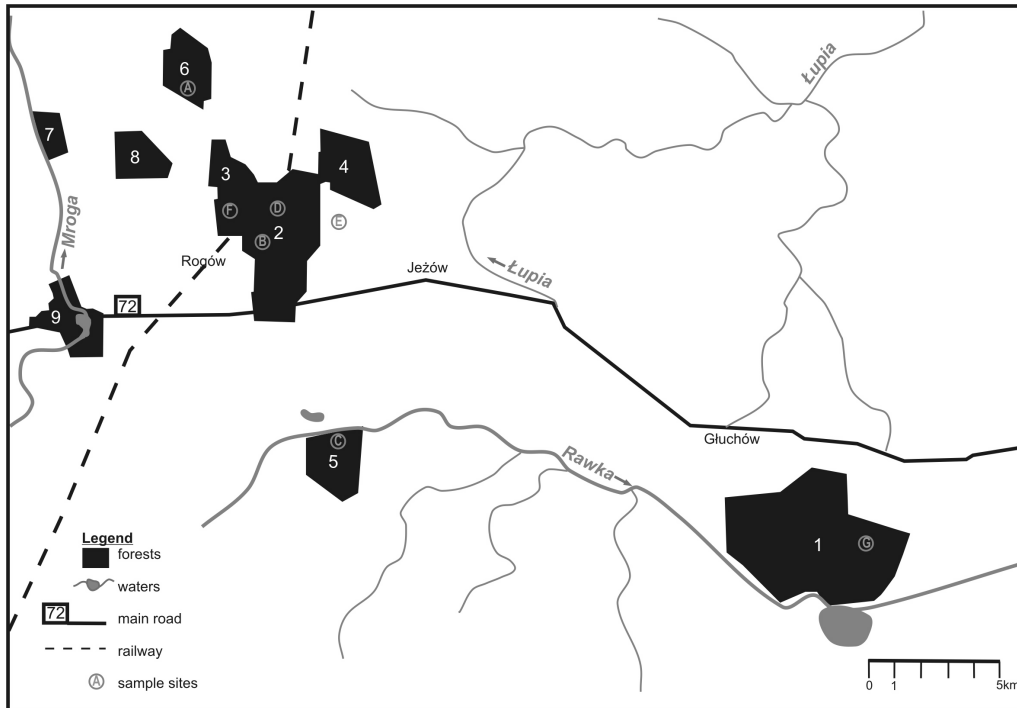 Łupia
6
A
7
8
3
4
F
D
E
B
2
Mroga
Rogów
Jeżów
Łupia
72
9
C
5
Rawka
Głuchów
1
G
Legend
forests
waters
72 main road
railway
A sample sites
0 1 5km